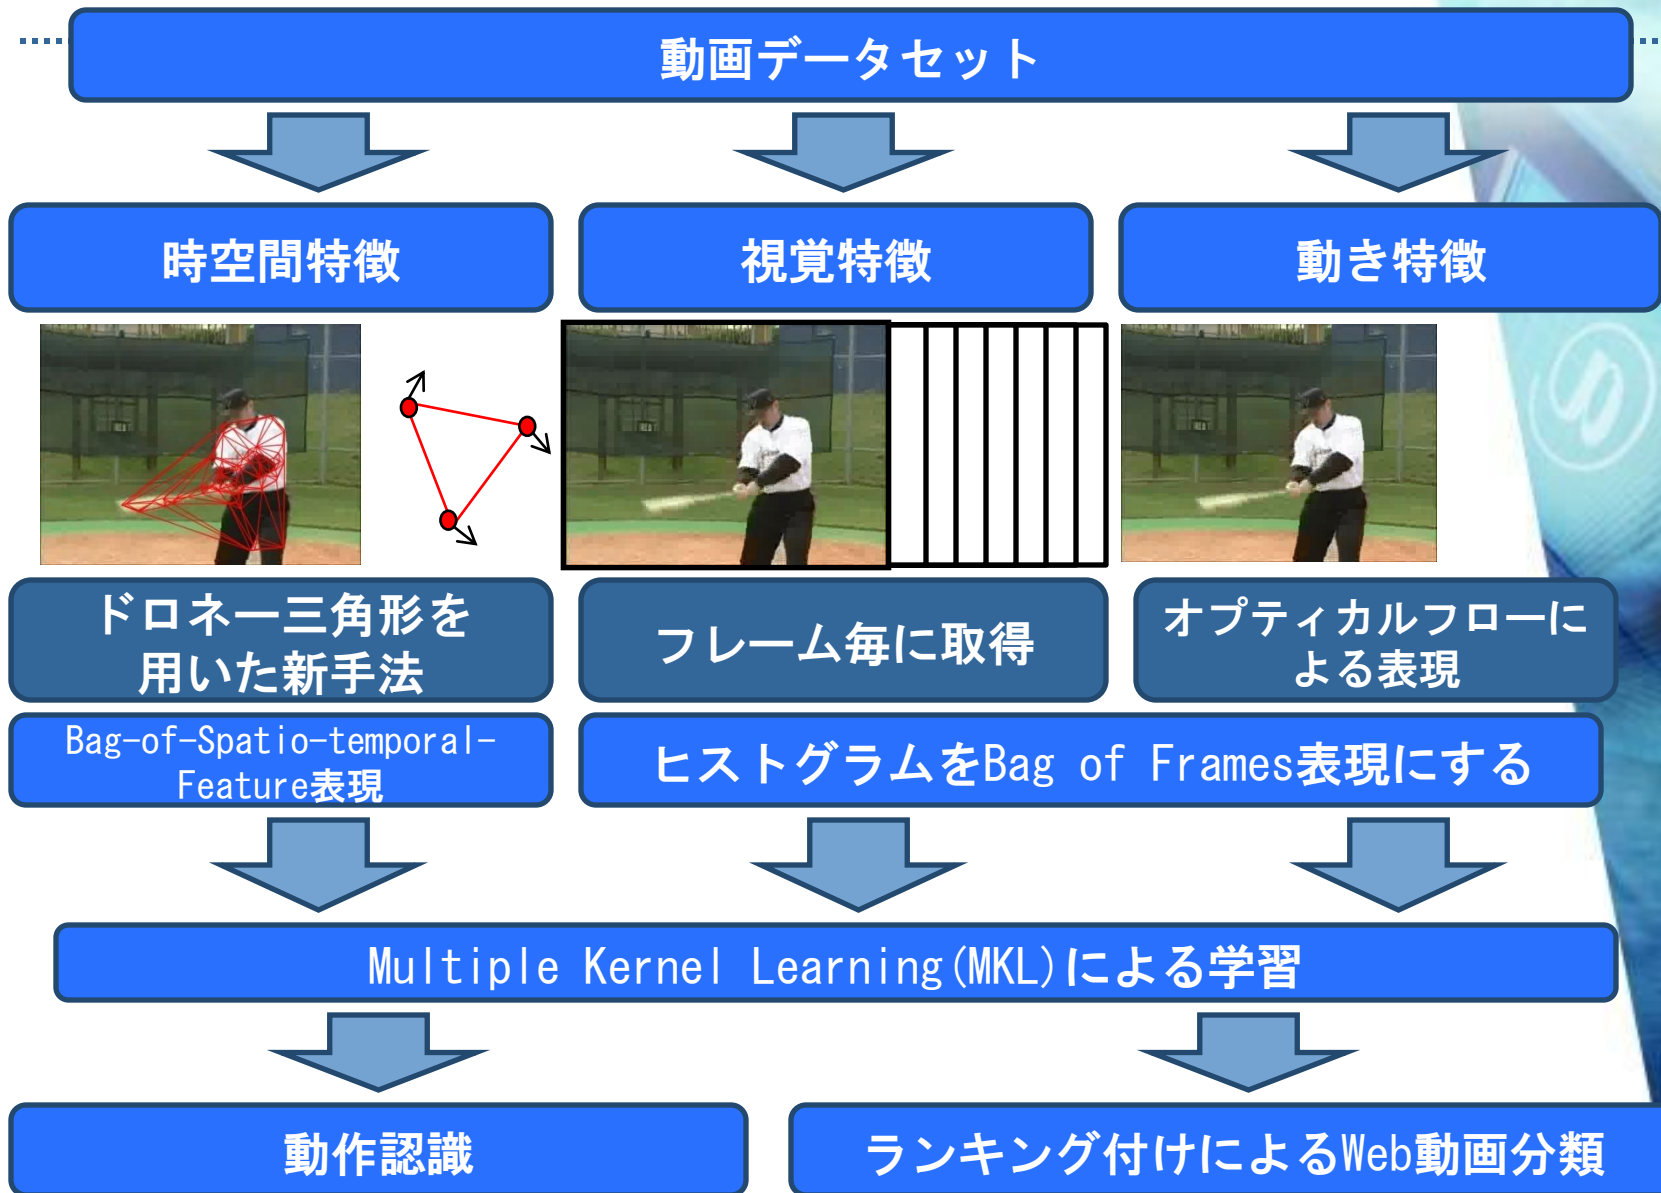 動画データセット
時空間特徴
視覚特徴
動き特徴
ドロネー三角形を
用いた新手法
フレーム毎に取得
オプティカルフローに
よる表現
Bag-of-Spatio-temporal-
Feature表現
ヒストグラムをBag of Frames表現にする
Multiple Kernel Learning(MKL)による学習
動作認識
ランキング付けによるWeb動画分類